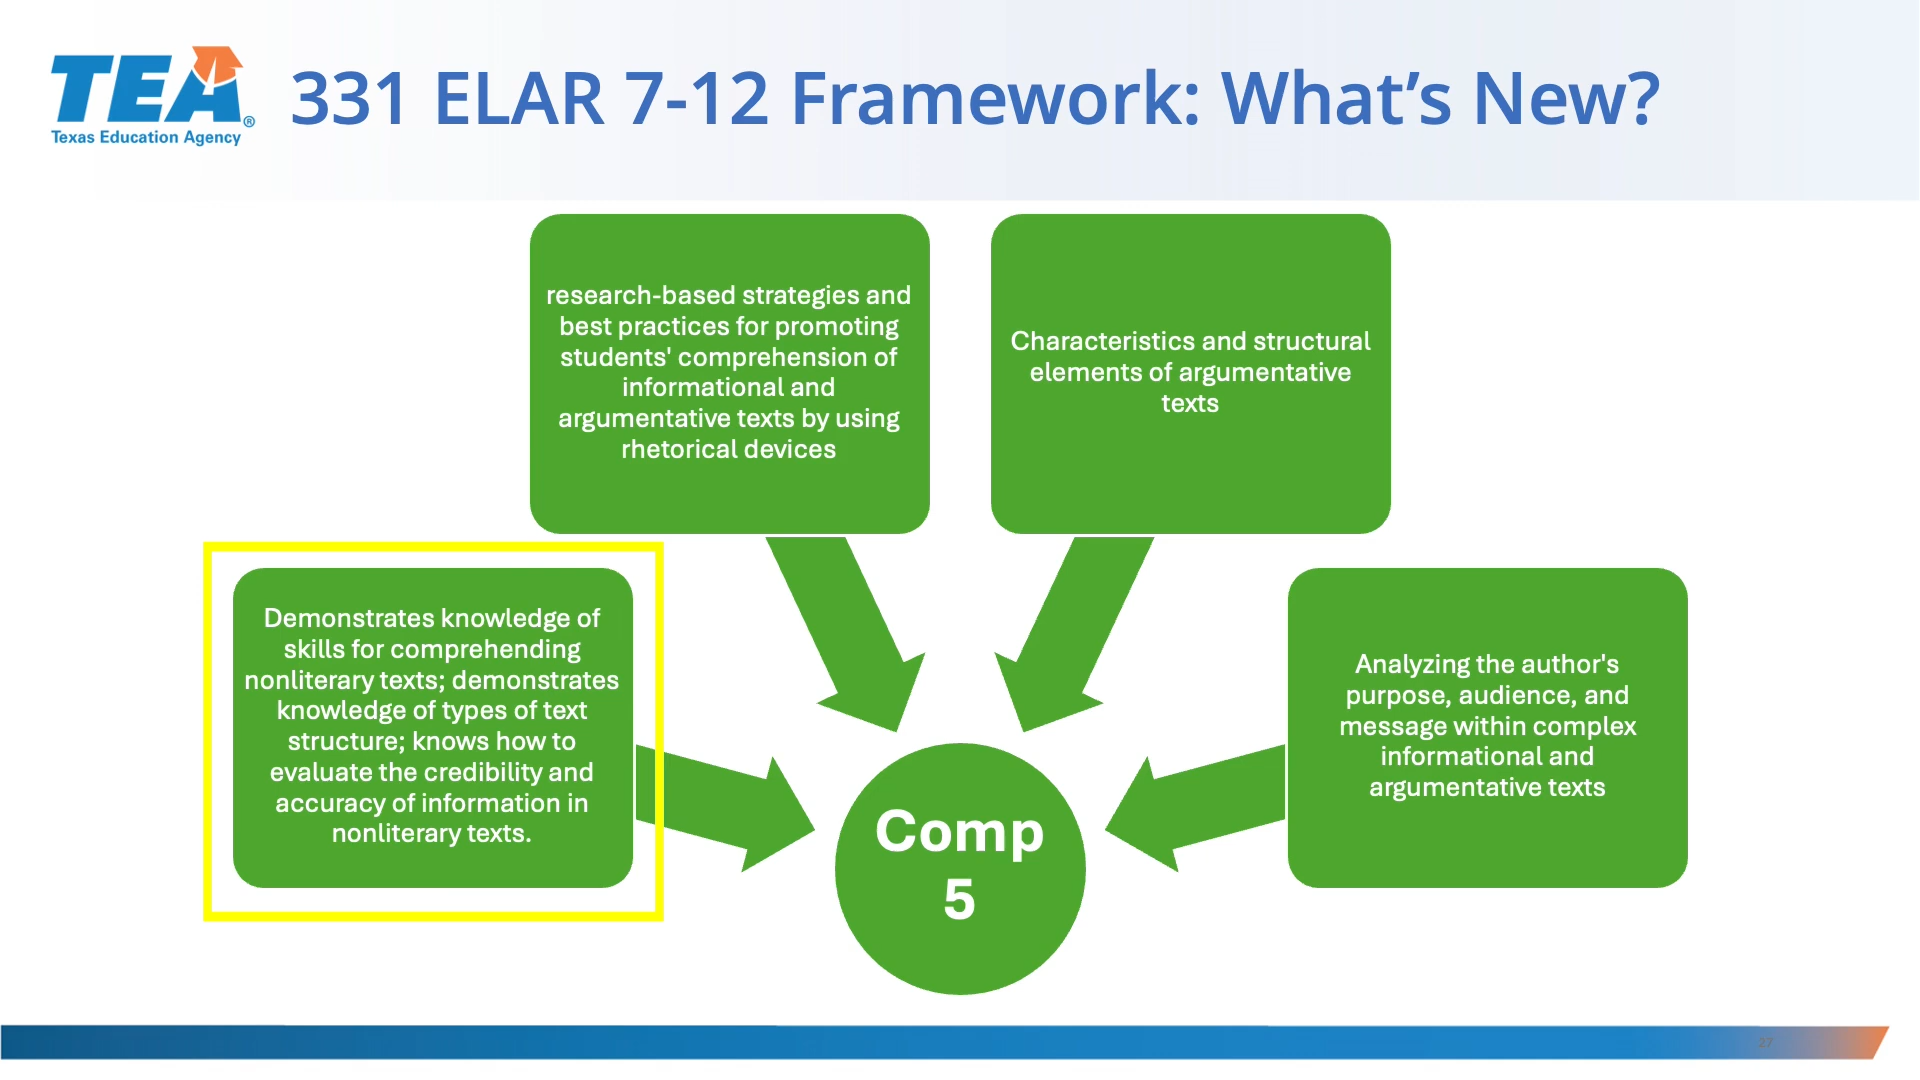 TEA®
Texas Education Agency
331 ELAR 7-12 Framework: What's New?
research-based strategies and
best practices for promoting
students' comprehension of
informational and
argumentative texts by using
rhetorical devices
Characteristics and structural
elements of argumentative
texts
Demonstrates knowledge of
skills for comprehending
nonliterary texts; demonstrates
knowledge of types of text
structure; knows how to
evaluate the credibility and
accuracy of information in
nonliterary texts.
Analyzing the author's
purpose, audience, and
message within complex
informational and
argumentative texts
Comp
5
27